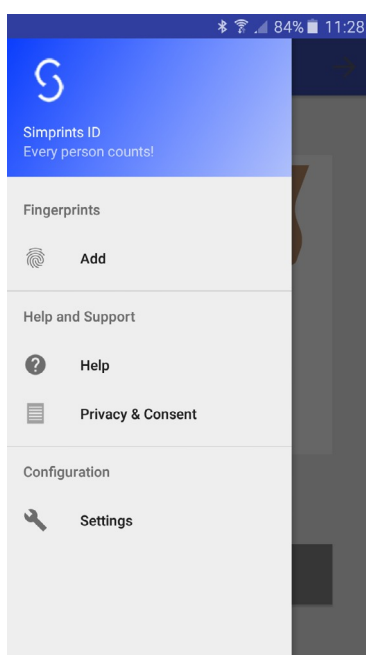 84% 11:28
Simprints ID
Every person counts!
Fingerprints
Add
Help and Support
Help
Privacy & Consent
Configuration
Settings